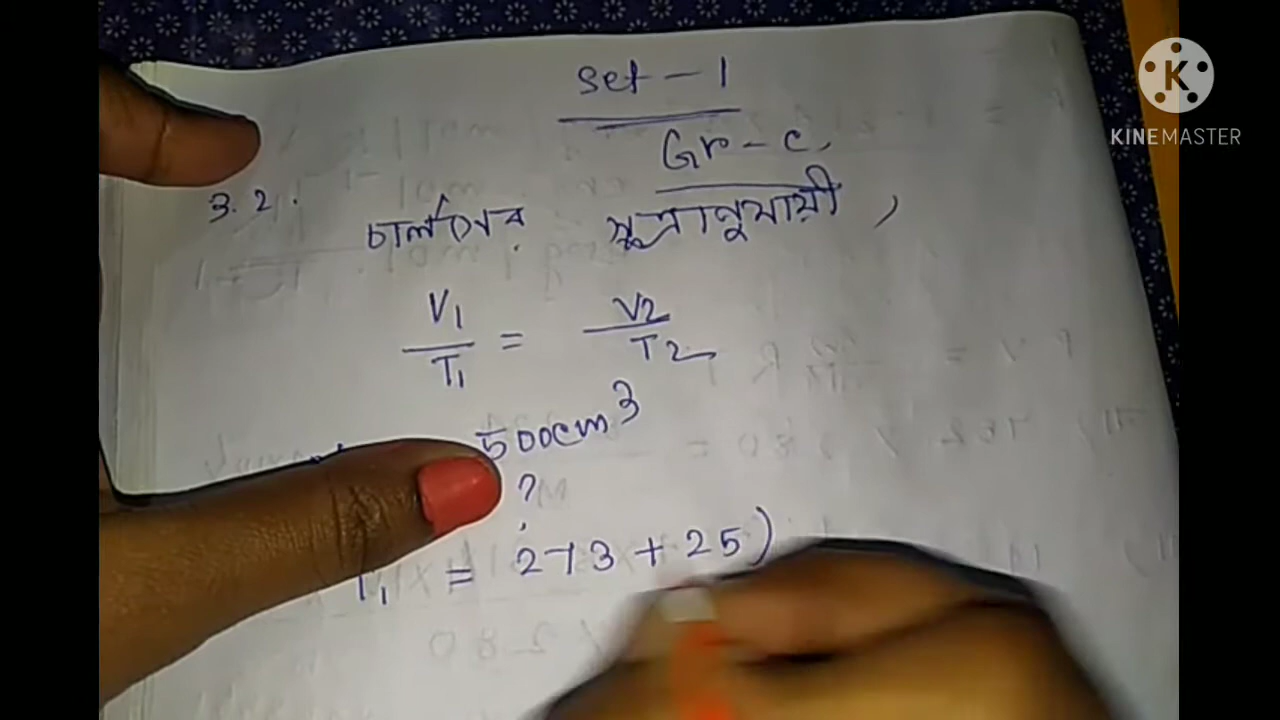 Set - 1
Gr - C,
3.2. চার্লসের সূত্রানুযায়ী,
V1/T1 = V2/T2
500cm³
?
T1 = 273 + 25)
K
KINEMASTER